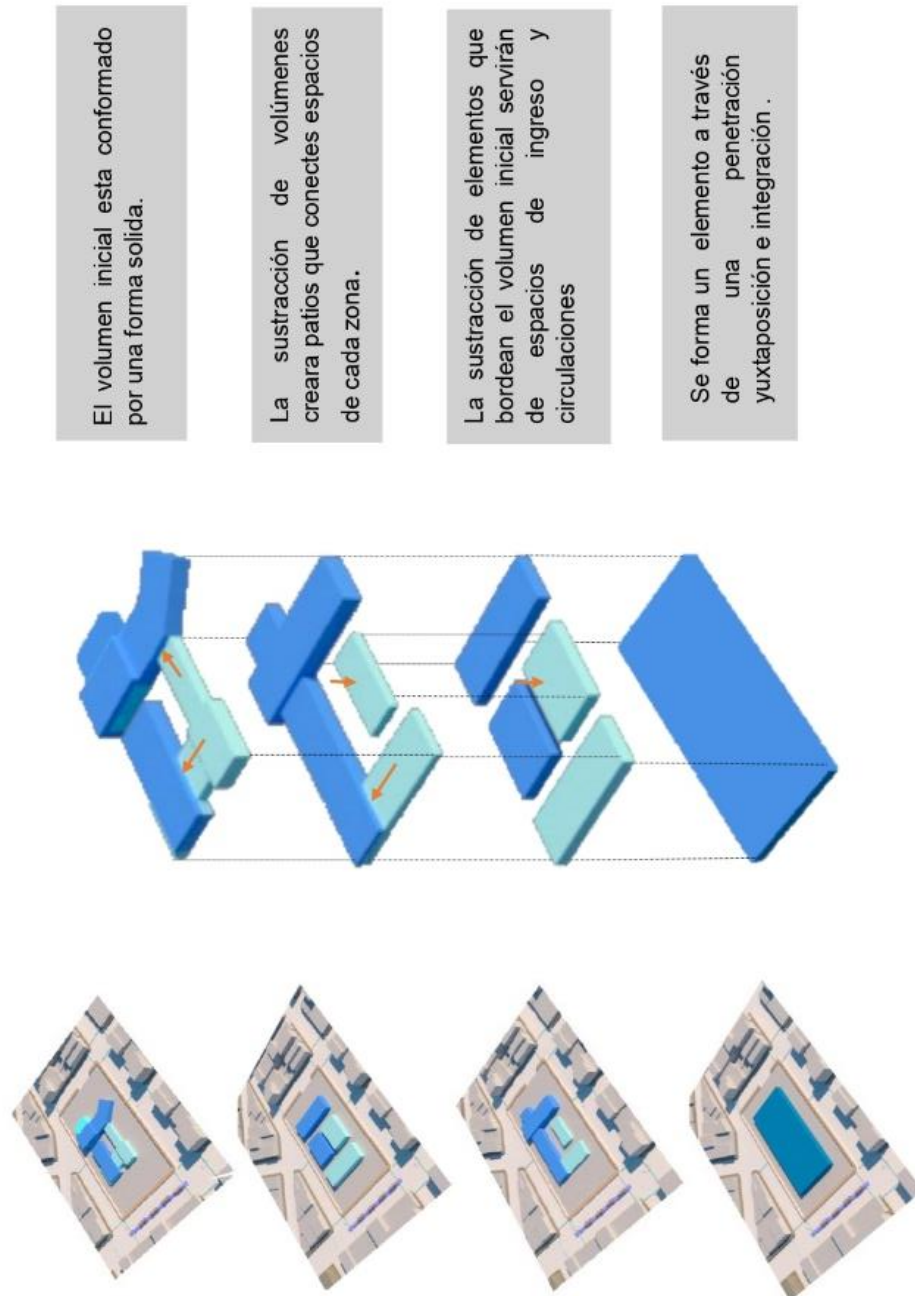 El volumen inicial esta conformado
por una forma solida.
La sustracción de volúmenes
creara patios que conectes espacios
de cada zona.
La sustracción de elementos que
bordean el volumen inicial servirán
de espacios de ingreso y
circulaciones
Se forma un elemento a través
de una penetración
yuxtaposición e integración .